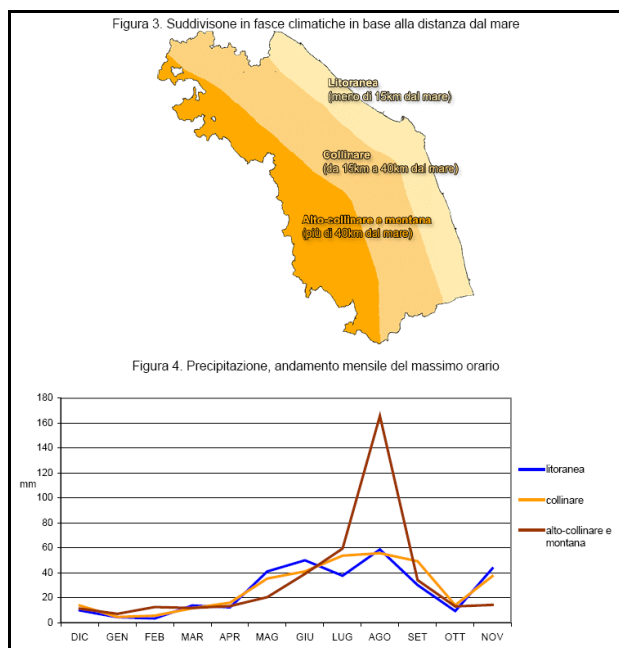 Figura 3. Suddivisone in fasce climatiche in base alla distanza dal mare
Litoranea
(meno di 15km dal mare)
Collinare
(da 15km a 40km dal mare)
Alto-collinare e montana
(più di 40km dal mare)
Figura 4. Precipitazione, andamento mensile del massimo orario
180
160
140
120
100
mm
80
60
40
20
0
DIC GEN FEB MAR APR MAG GIU LUG AGO SET OTT NOV
litoranea
collinare
alto-collinare e
montana